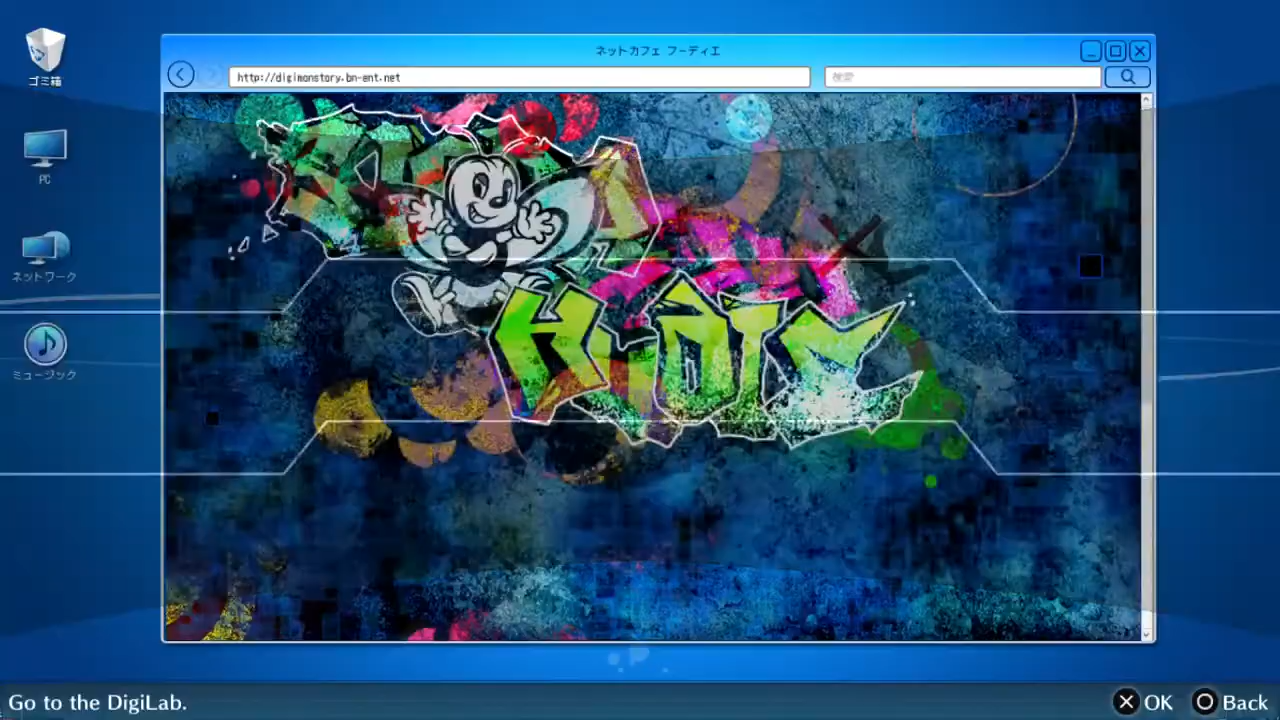 ネットカフェ フーディエ
http://digimonstory.bn-ent.net
検索
ゴミ箱
PC
ネットワーク
ミュージック
Go to the DigiLab.
OK
Back